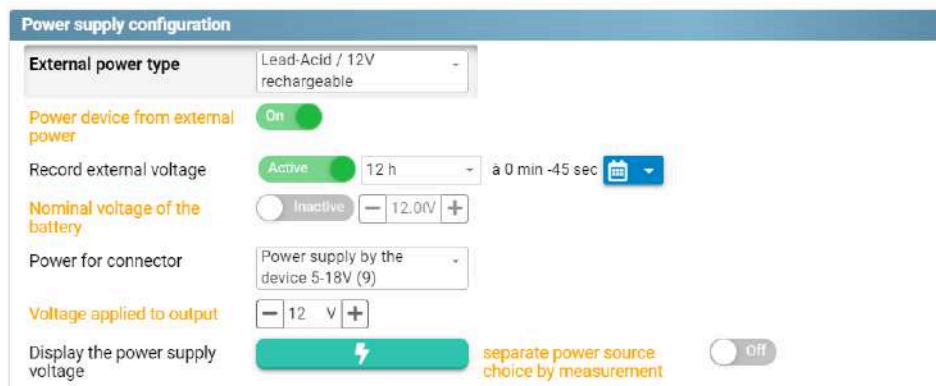 Power supply configuration
External power type
Lead-Acid / 12V
rechargeable
Power device from external
power
On
Record external voltage
Active
12 h
à 0 min -45 sec
Nominal voltage of the
battery
Inactive
12.0(V
Power for connector
Power supply by the
device 5-18V (9)
Voltage applied to output
12 V
Display the power supply
voltage
separate power source
choice by measurement
Off